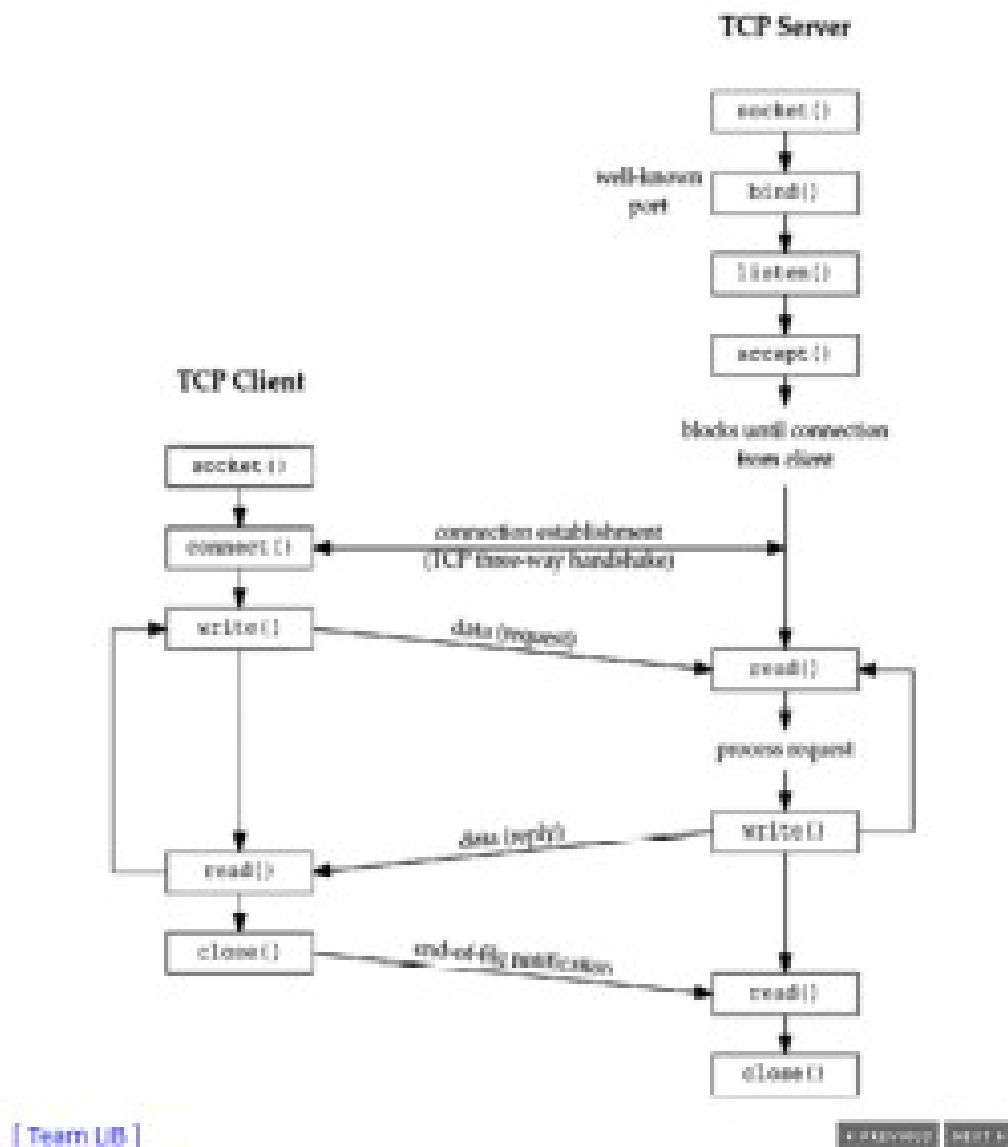 TCP Server
socket()
well-known
port
bind()
listen()
accept()
TCP Client
blocks until connection
from client
socket()
connection establishment
(TCP three-way handshake)
connect()
write()
data (request)
read()
process request
write()
data (reply)
read()
close()
end-of-file notification
read()
close()
[ Team LiB ]
◄ PREVIOUS
NEXT ►